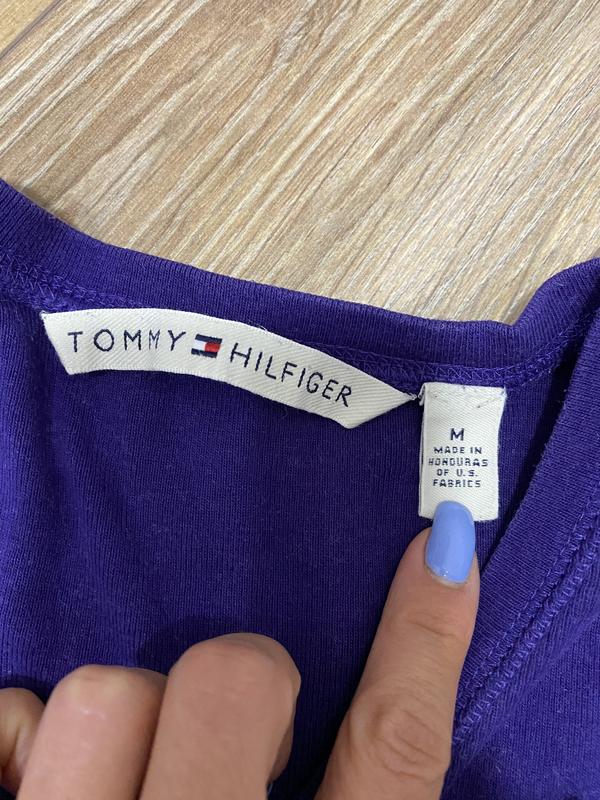 TOMMY HILFIGER
M
MADE IN
HONDURAS
OF U.S.
FABRICS